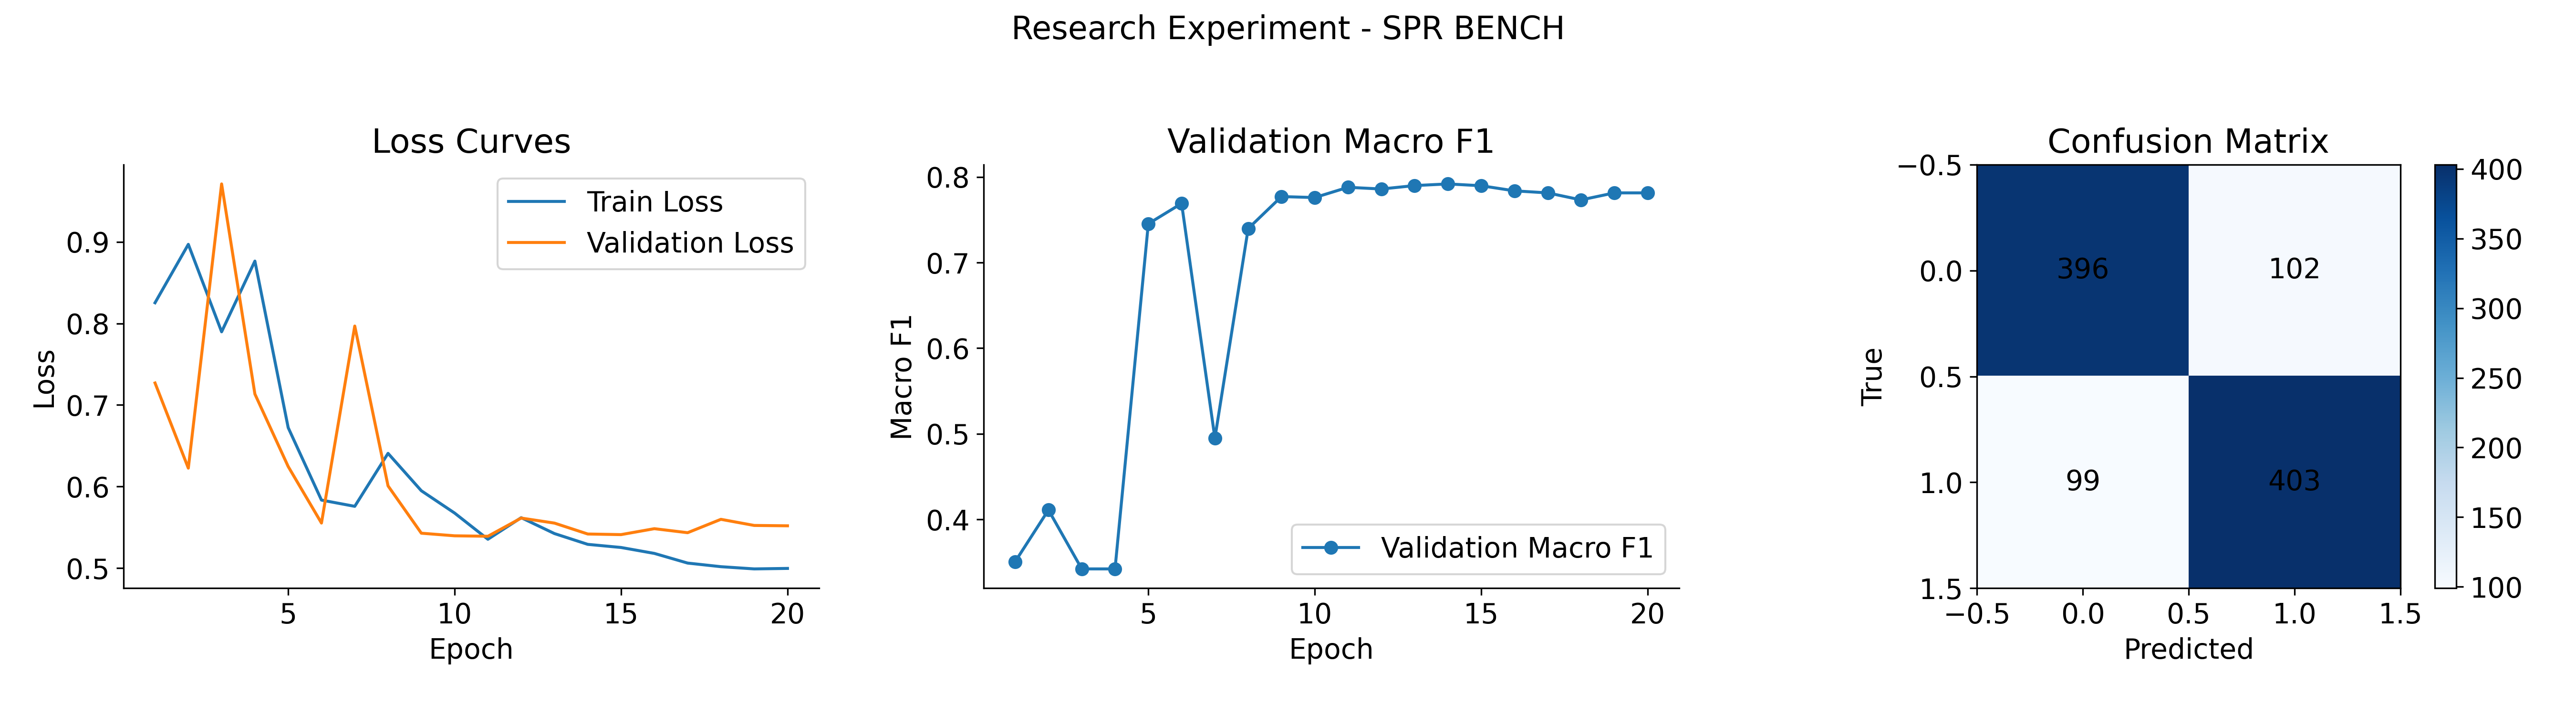 Research Experiment - SPR BENCH
Loss Curves
Train Loss
Validation Loss
0.9
0.8
0.7
0.6
0.5
Loss
5 10 15 20
Epoch
Validation Macro F1
0.8
0.7
0.6
0.5
0.4
Macro F1
Validation Macro F1
5 10 15 20
Epoch
Confusion Matrix
−0.5
0.0
0.5
1.0
1.5
True
396 102
99 403
−0.5 0.0 0.5 1.0 1.5
Predicted
400
350
300
250
200
150
100